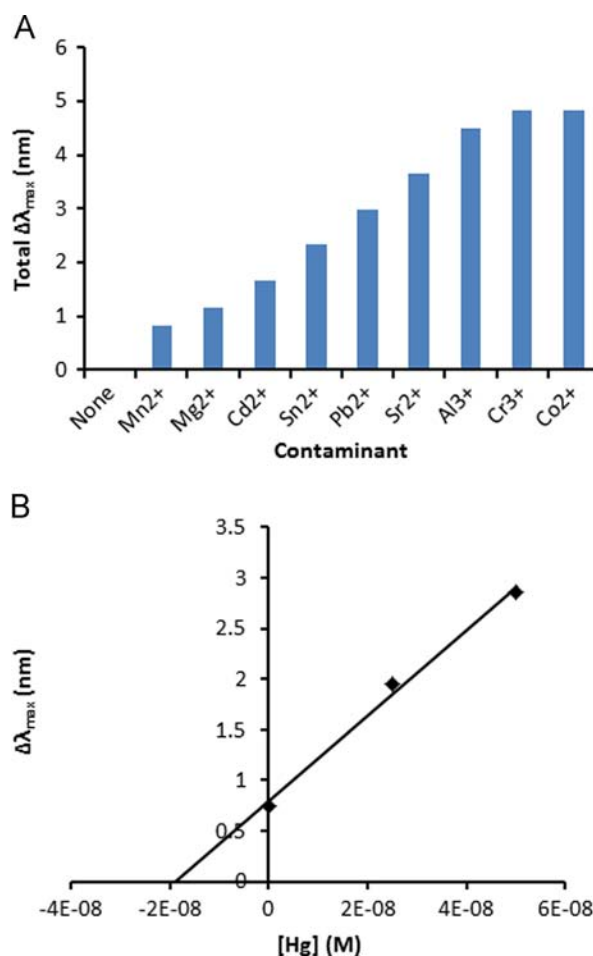 A
Total Δλmax (nm)
6
5
4
3
2
1
0
None
Mn2+
Mg2+
Cd2+
Sn2+
Pb2+
Sr2+
Al3+
Cr3+
Co2+
Contaminant
B
Δλmax (nm)
3.5
3
2.5
2
1.5
1
0.5
0
-4E-08
-2E-08
0
2E-08
4E-08
6E-08
[Hg] (M)